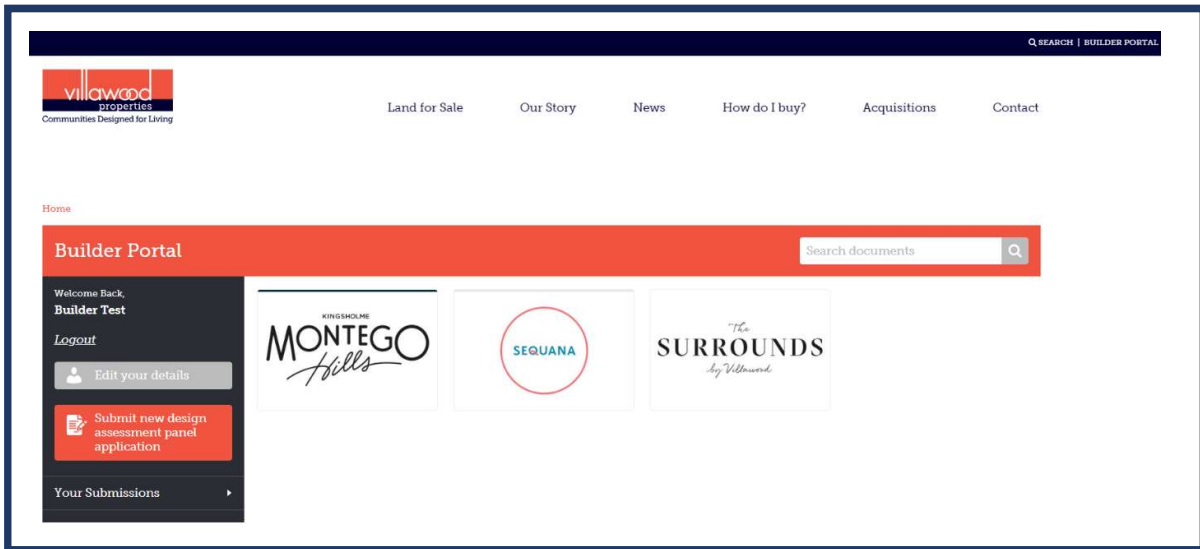 SEARCH | BUILDER PORTAL
villawood
properties
Communities Designed for Living
Land for Sale Our Story News How do I buy? Acquisitions Contact
Home
Builder Portal
Search documents
Welcome Back,
Builder Test
Logout
Edit your details
Submit new design
assessment panel
application
Your Submissions
KINGSHOLME
MONTEGO
Hills
SEQUANA
The
SURROUNDS
by Villawood